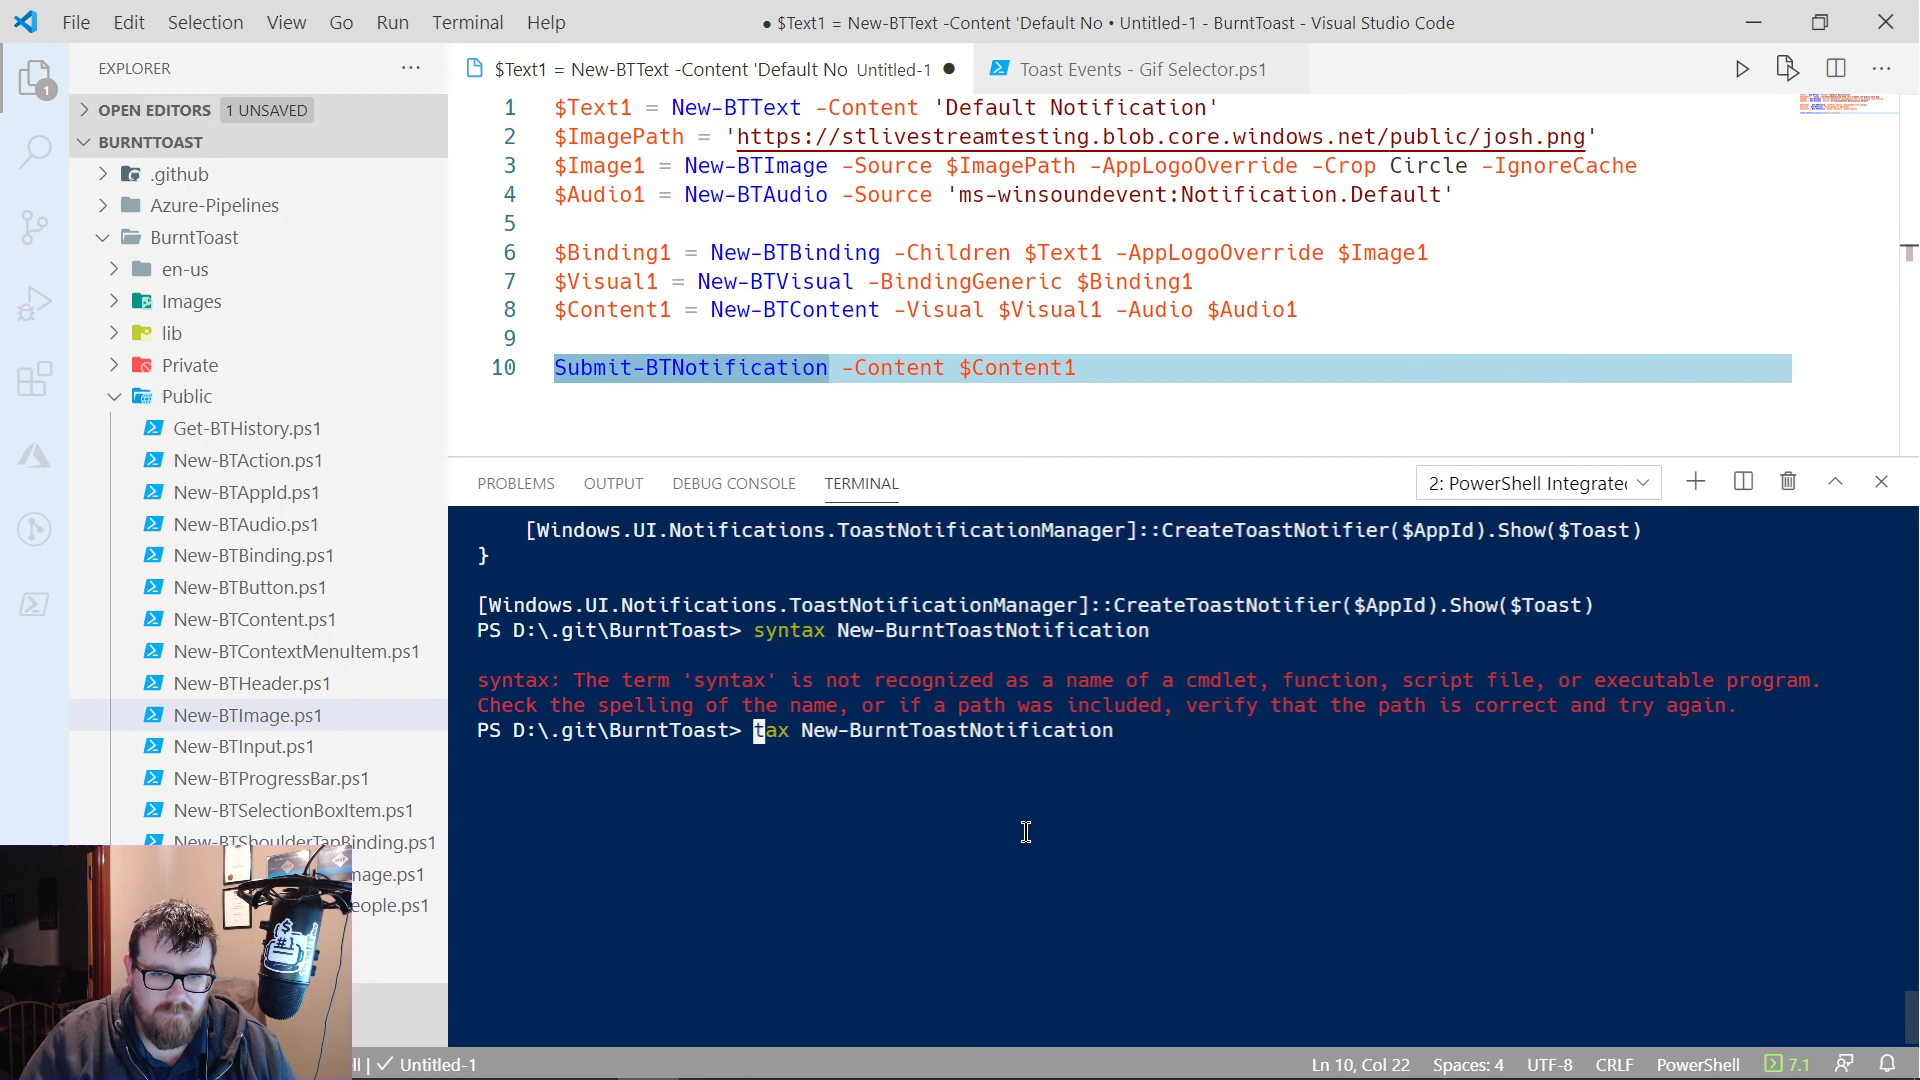 File Edit Selection View Go Run Terminal Help
● $Text1 = New-BTText -Content 'Default No • Untitled-1 - BurntToast - Visual Studio Code
EXPLORER
$Text1 = New-BTText -Content 'Default No Untitled-1 ●
Toast Events - Gif Selector.ps1
1
OPEN EDITORS 1 UNSAVED
BURNTTOAST
.github
Azure-Pipelines
BurntToast
en-us
Images
lib
Private
Public
Get-BTHistory.ps1
New-BTAction.ps1
New-BTAppId.ps1
New-BTAudio.ps1
New-BTBinding.ps1
New-BTButton.ps1
New-BTContent.ps1
New-BTContextMenuItem.ps1
New-BTHeader.ps1
New-BTImage.ps1
New-BTInput.ps1
New-BTProgressBar.ps1
New-BTSelectionBoxItem.ps1
New-BTShoulderTapBinding.ps1
mage.ps1
eople.ps1
1 $Text1 = New-BTText -Content 'Default Notification'
2 $ImagePath = 'https://stlivestreamtesting.blob.core.windows.net/public/josh.png'
3 $Image1 = New-BTImage -Source $ImagePath -AppLogoOverride -Crop Circle -IgnoreCache
4 $Audio1 = New-BTAudio -Source 'ms-winsoundevent:Notification.Default'
5
6 $Binding1 = New-BTBinding -Children $Text1 -AppLogoOverride $Image1
7 $Visual1 = New-BTVisual -BindingGeneric $Binding1
8 $Content1 = New-BTContent -Visual $Visual1 -Audio $Audio1
9
10 Submit-BTNotification -Content $Content1
PROBLEMS OUTPUT DEBUG CONSOLE TERMINAL
2: PowerShell Integrate
[Windows.UI.Notifications.ToastNotificationManager]::CreateToastNotifier($AppId).Show($Toast)
}
[Windows.UI.Notifications.ToastNotificationManager]::CreateToastNotifier($AppId).Show($Toast)
PS D:\.git\BurntToast> syntax New-BurntToastNotification
syntax: The term 'syntax' is not recognized as a name of a cmdlet, function, script file, or executable program.
Check the spelling of the name, or if a path was included, verify that the path is correct and try again.
PS D:\.git\BurntToast> tax New-BurntToastNotification
$
#1
ll | ✓ Untitled-1
Ln 10, Col 22 Spaces: 4 UTF-8 CRLF PowerShell 7.1